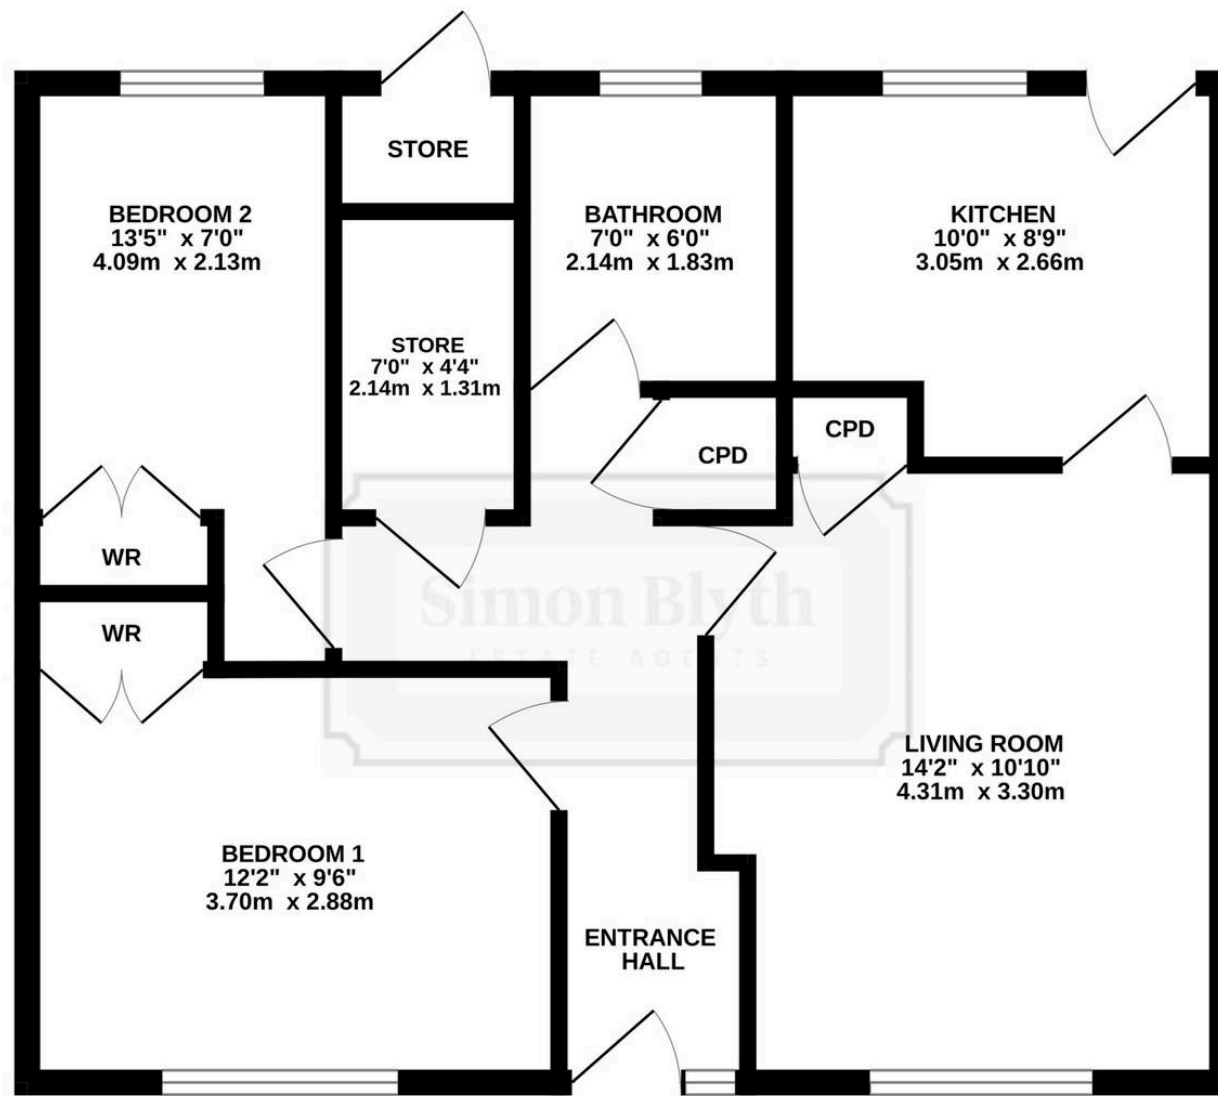 STORE
BEDROOM 2
13'5" x 7'0"
4.09m x 2.13m
BATHROOM
7'0" x 6'0"
2.14m x 1.83m
KITCHEN
10'0" x 8'9"
3.05m x 2.66m
STORE
7'0" x 4'4"
2.14m x 1.31m
CPD
CPD
WR
WR
Simon Blyth
ESTATE AGENTS
LIVING ROOM
14'2" x 10'10"
4.31m x 3.30m
BEDROOM 1
12'2" x 9'6"
3.70m x 2.88m
ENTRANCE
HALL